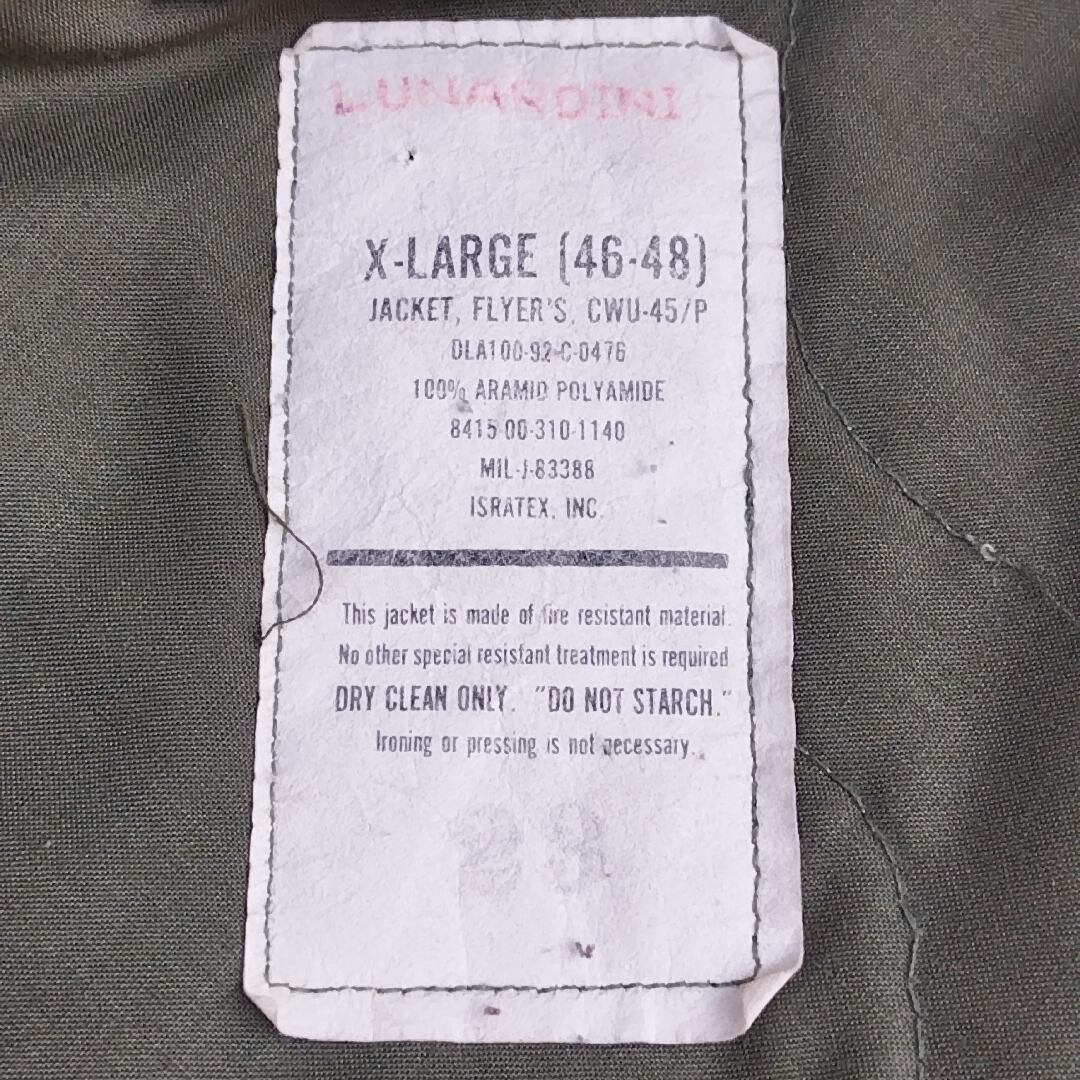 LUNARDINI
X-LARGE (46-48)
JACKET, FLYER'S, CWU-45/P
DLA100-92-C-0476
100% ARAMID POLYAMIDE
8415-00-310-1140
MIL-J-83388
ISRATEX, INC.
This jacket is made of fire resistant material.
No other special resistant treatment is required
DRY CLEAN ONLY. "DO NOT STARCH."
Ironing or pressing is not necessary.